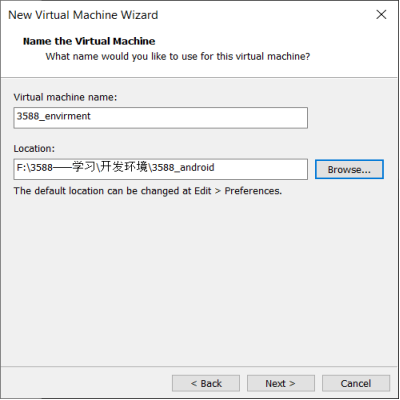 New Virtual Machine Wizard
Name the Virtual Machine
What name would you like to use for this virtual machine?
Virtual machine name:
3588_envirment
Location:
F:\3588——学习\开发环境\3588_android
Browse...
The default location can be changed at Edit > Preferences.
< Back
Next >
Cancel